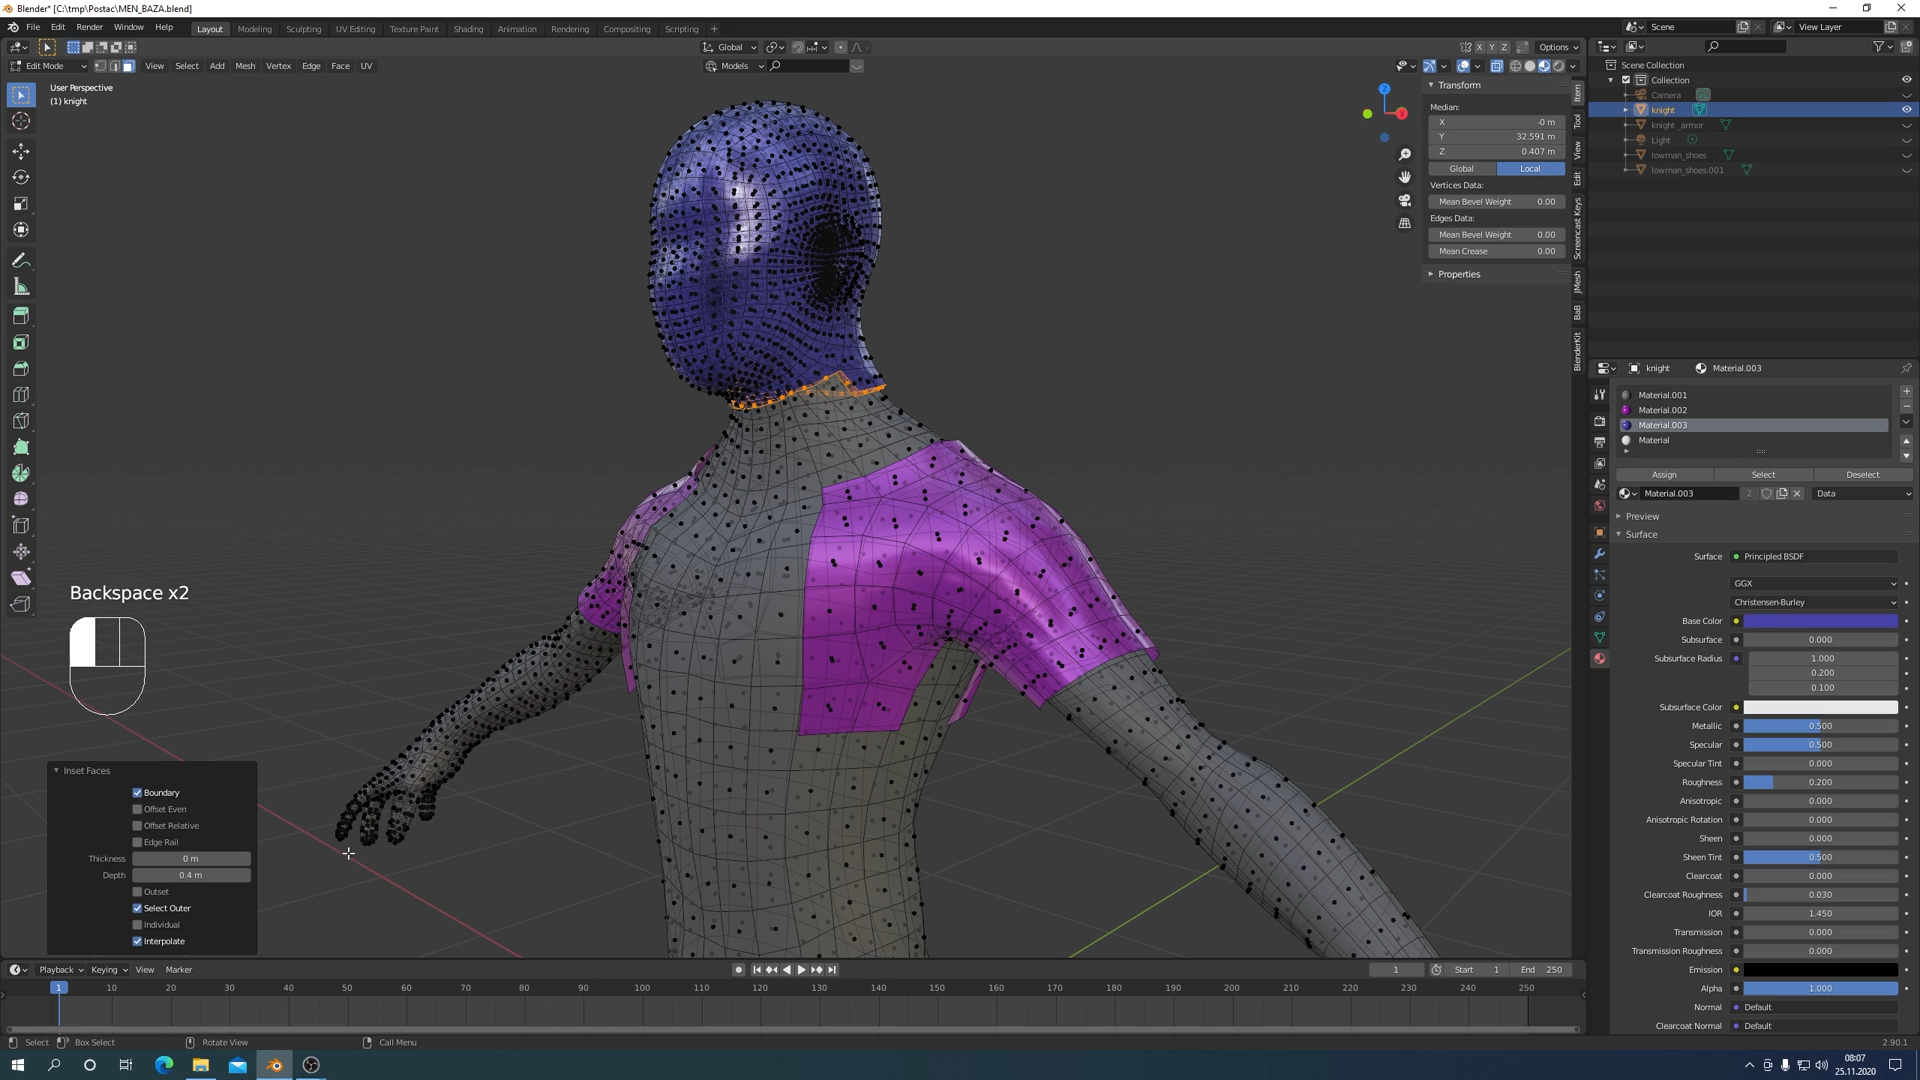 Blender* [C:\tmp\Postac\MEN_BAZA.blend]
File Edit Render Window Help
Layout Modeling Sculpting UV Editing Texture Paint Shading Animation Rendering Compositing Scripting +
Scene
View Layer
Global
X Y Z
Options
Edit Mode
View Select Add Mesh Vertex Edge Face UV
Models
User Perspective
(1) knight
Z
X
Transform
Median:
X -0 m
Y 32.591 m
Z 0.407 m
Global Local
Vertices Data:
Mean Bevel Weight 0.00
Edges Data:
Mean Bevel Weight 0.00
Mean Crease 0.00
Properties
Item
Tool
View
Edit
Screencast Keys
JMesh
BaB
BlenderKit
Scene Collection
Collection
Camera
knight
knight _armor
Light
lowman_shoes
lowman_shoes.001
knight
Material.003
Material.001
Material.002
Material.003
Material
Assign Select Deselect
Material.003 2
Data
Preview
Surface
Surface Principled BSDF
GGX
Christensen-Burley
Base Color
Subsurface 0.000
Subsurface Radius 1.000
0.200
0.100
Subsurface Color
Metallic 0.500
Specular 0.500
Specular Tint 0.000
Roughness 0.200
Anisotropic 0.000
Anisotropic Rotation 0.000
Sheen 0.000
Sheen Tint 0.500
Clearcoat 0.000
Clearcoat Roughness 0.030
IOR 1.450
Transmission 0.000
Transmission Roughness 0.000
Emission
Alpha 1.000
Normal Default
Clearcoat Normal Default
Backspace x2
Inset Faces
Boundary
Offset Even
Offset Relative
Edge Rail
Thickness 0 m
Depth 0.4 m
Outset
Select Outer
Individual
Interpolate
Playback Keying View Marker
1
Start 1
End 250
1 10 20 30 40 50 60 70 80 90 100 110 120 130 140 150 160 170 180 190 200 210 220 230 240 250
Select Box Select Rotate View Call Menu
2.90.1
08:07
25.11.2020